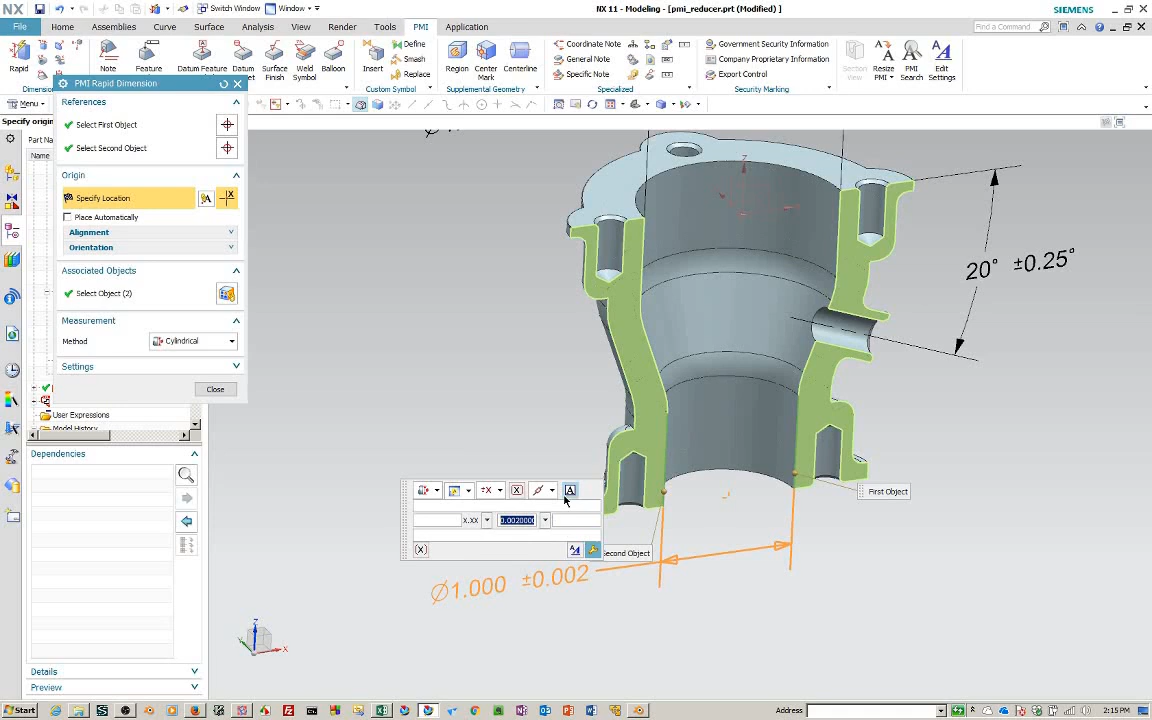 NX
Switch Window
Window
NX 11 - Modeling - [pmi_reducer.prt (Modified) ]
SIEMENS
File
Home
Assemblies
Curve
Surface
Analysis
View
Render
Tools
PMI
Application
Find a Command
Rapid
Note
Feature
Datum Feature
Datum
Surface
Finish
Weld
Symbol
Balloon
Insert
Define
Smash
Replace
Region
Center
Mark
Centerline
Coordinate Note
General Note
Specific Note
Government Security Information
Company Proprietary Information
Export Control
Section
View
Resize
PMI
PMI
Search
Edit
Settings
Custom Symbol
Supplemental Geometry
Specialized
Security Marking
Menu
PMI Rapid Dimension
Specify origin
Part Na
Name
References
Select First Object
Select Second Object
Origin
Specify Location
Place Automatically
Alignment
Orientation
Associated Objects
Select Object (2)
Measurement
Method
Cylindrical
Settings
Close
User Expressions
Model History
Dependencies
Details
Preview
20° ±0.25°
First Object
Second Object
X.XX
0.002000
Ø1.000 ±0.002
Z
Z
Y
X
Start
Address
2:15 PM